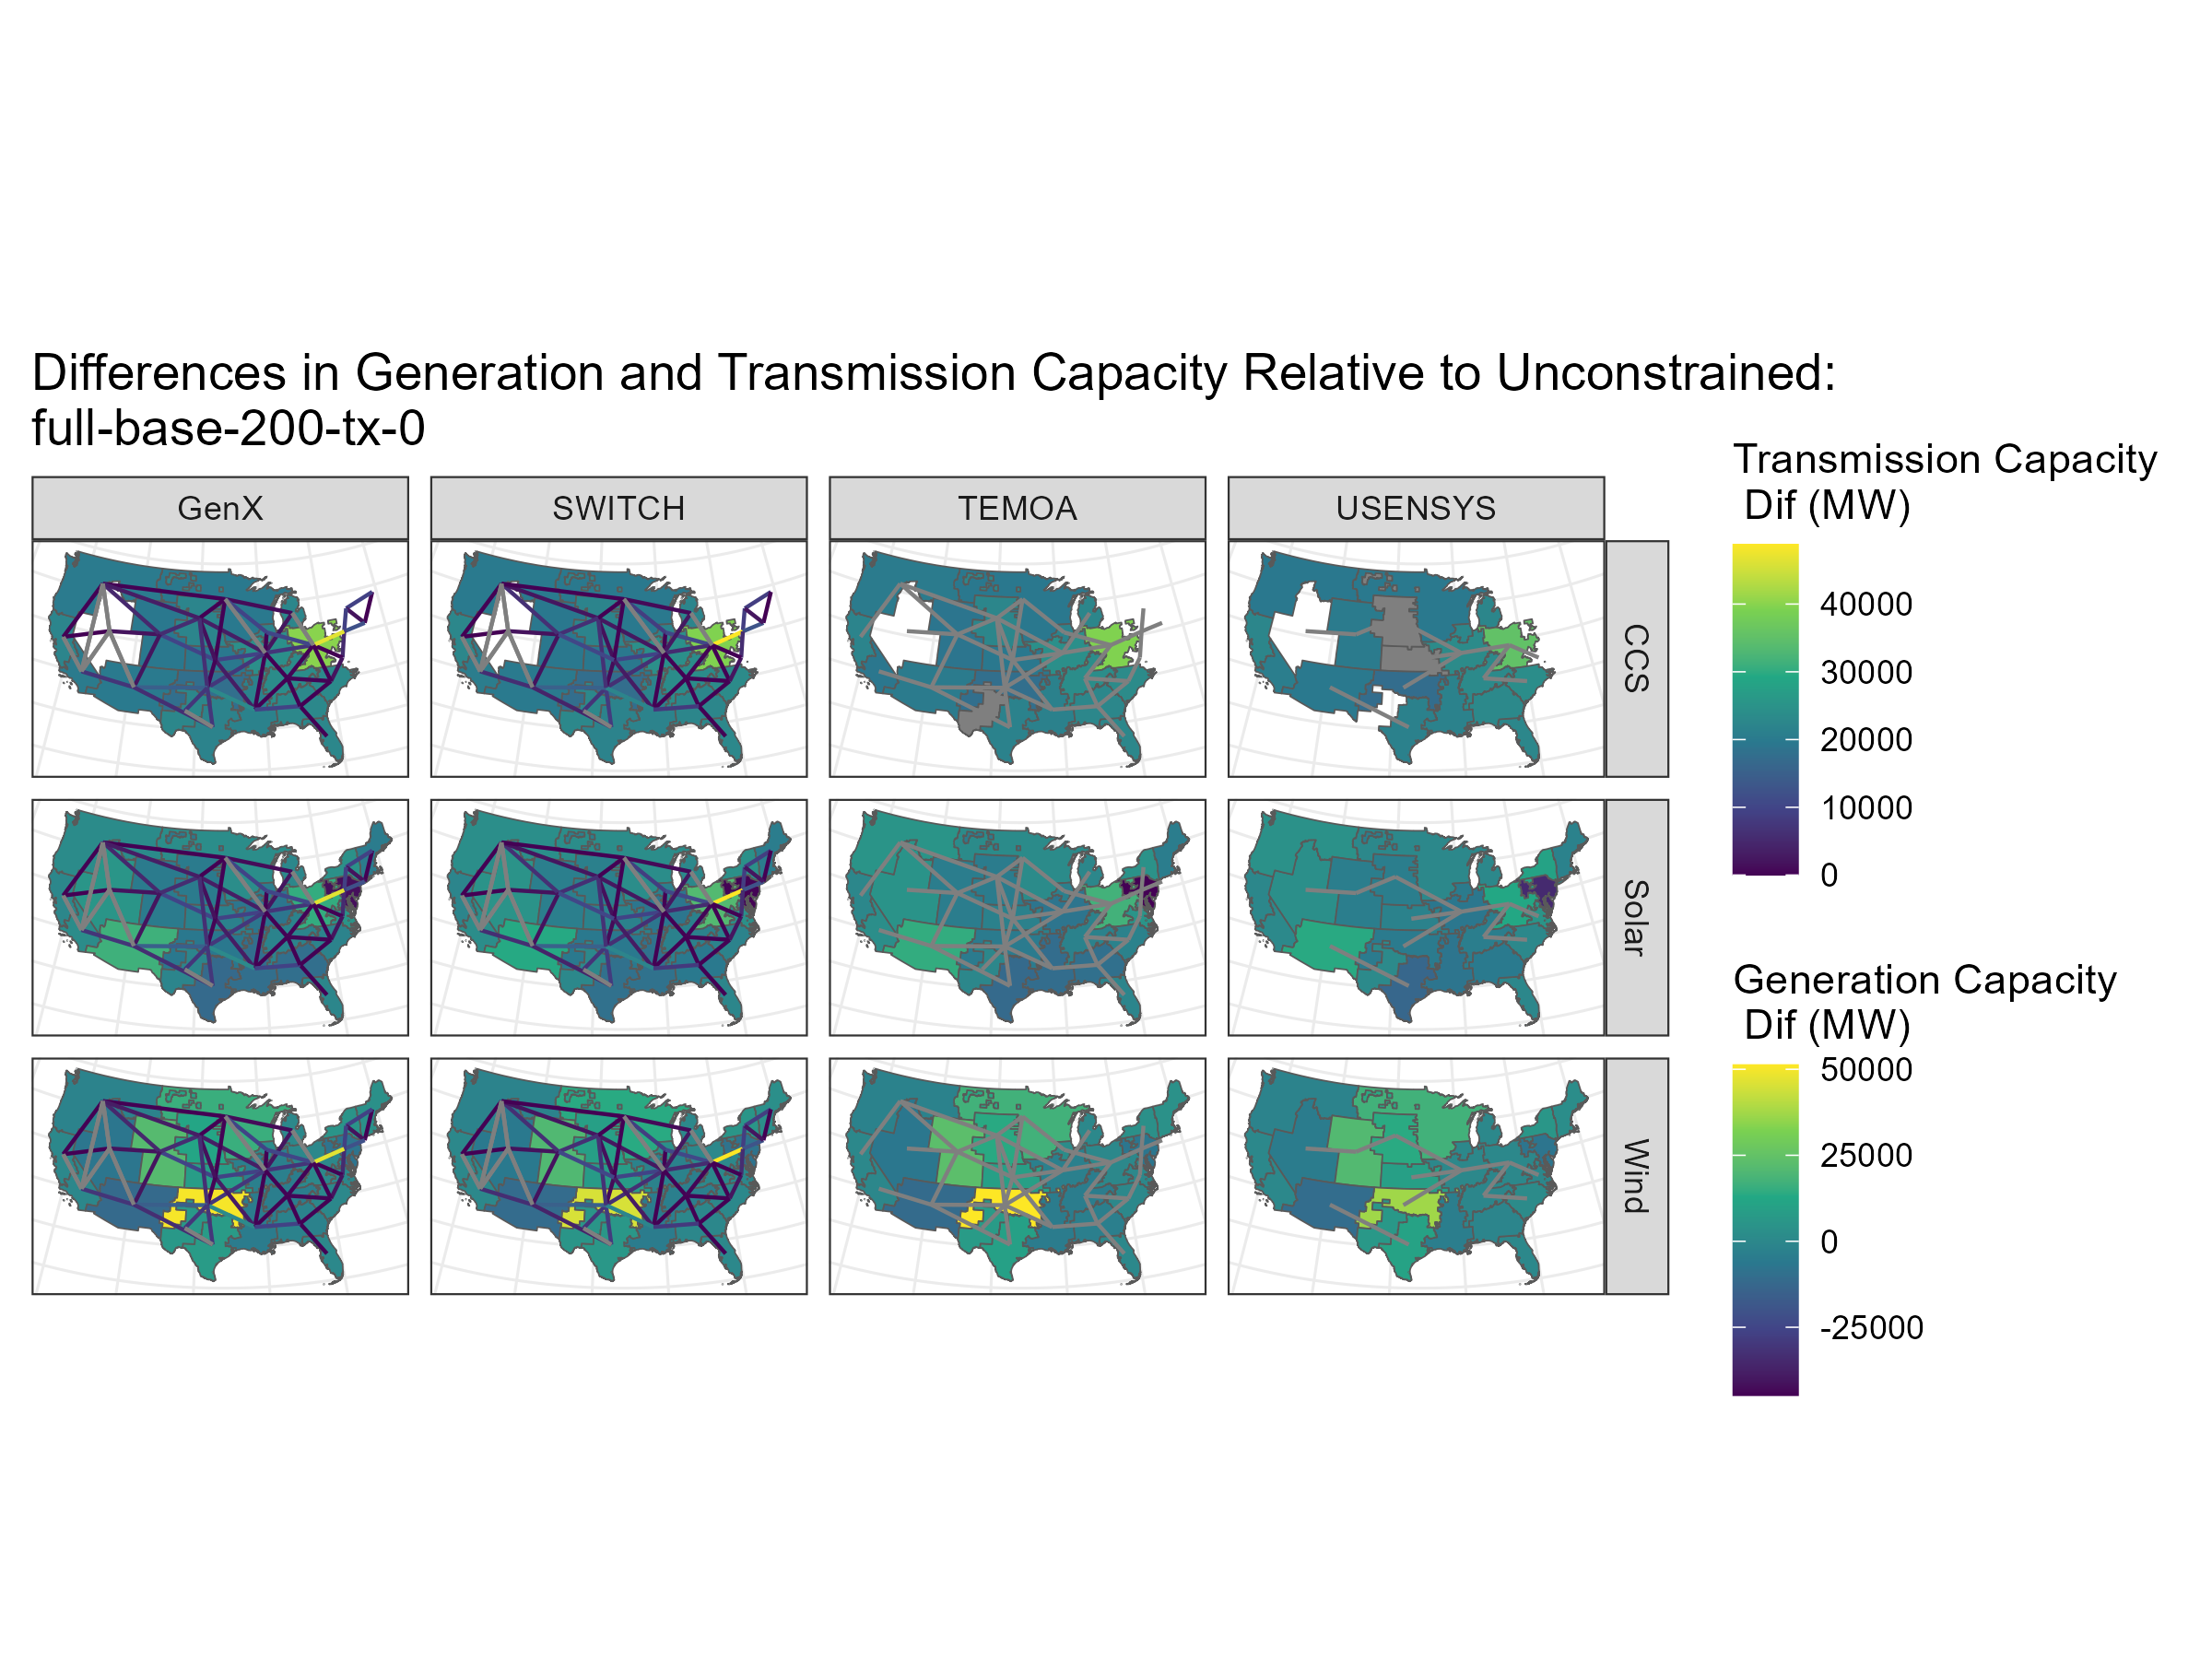 Differences in Generation and Transmission Capacity Relative to Unconstrained:
full-base-200-tx-0
GenX
SWITCH
TEMOA
USENSYS
CCS
Solar
Wind
Transmission Capacity
Dif (MW)
40000
30000
20000
10000
0
Generation Capacity
Dif (MW)
50000
25000
0
-25000